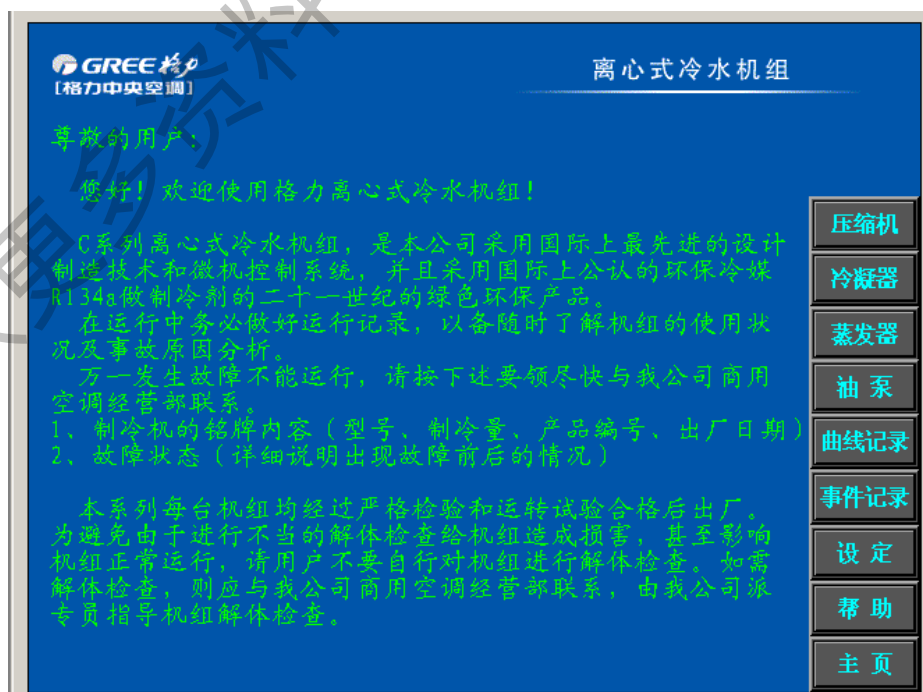 GREE格力
[格力中央空调]
离心式冷水机组
尊敬的用户:
您好! 欢迎使用格力离心式冷水机组!
C系列离心式冷水机组, 是本公司采用国际上最先进的设计
制造技术和微机控制系统, 并且采用国际上公认的环保冷媒
R134a做制冷剂的二十一世纪的绿色环保产品。
在运行中务必做好运行记录, 以备随时了解机组的使用状
况及事故原因分析。
万一发生故障不能运行, 请按下述要领尽快与我公司商用
空调经营部联系。
1、制冷机的铭牌内容(型号、制冷量、产品编号、出厂日期)
2、故障状态(详细说明出现故障前后的情况)
本系列每台机组均经过严格检验和运转试验合格后出厂。
为避免由于进行不当的解体检查给机组造成损害, 甚至影响
机组正常运行, 请用户不要自行对机组进行解体检查。如需
解体检查, 则应与我公司商用空调经营部联系, 由我公司派
专员指导机组解体检查。
压缩机
冷凝器
蒸发器
油 泵
曲线记录
事件记录
设 定
帮 助
主 页
更多资料